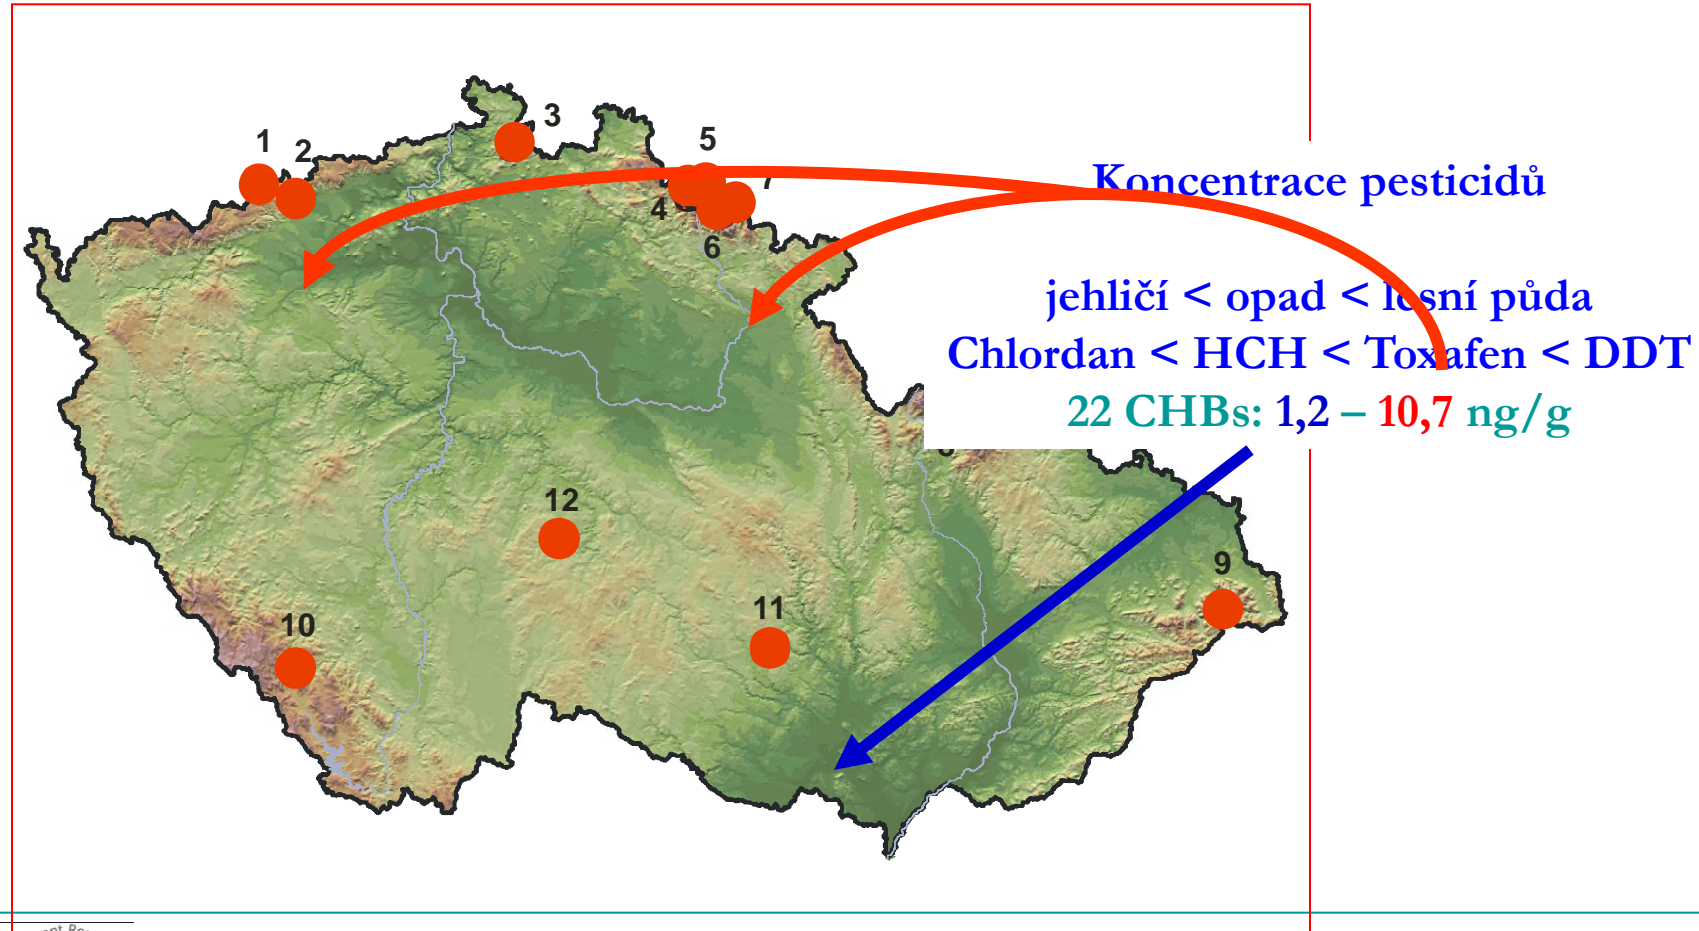 3
1
2
5
7
Koncentrace pesticidů
4
6
jehličí < opad < lesní půda
Chlordan < HCH < Toxafen < DDT
22 CHBs: 1,2 – 10,7 ng/g
12
9
11
10